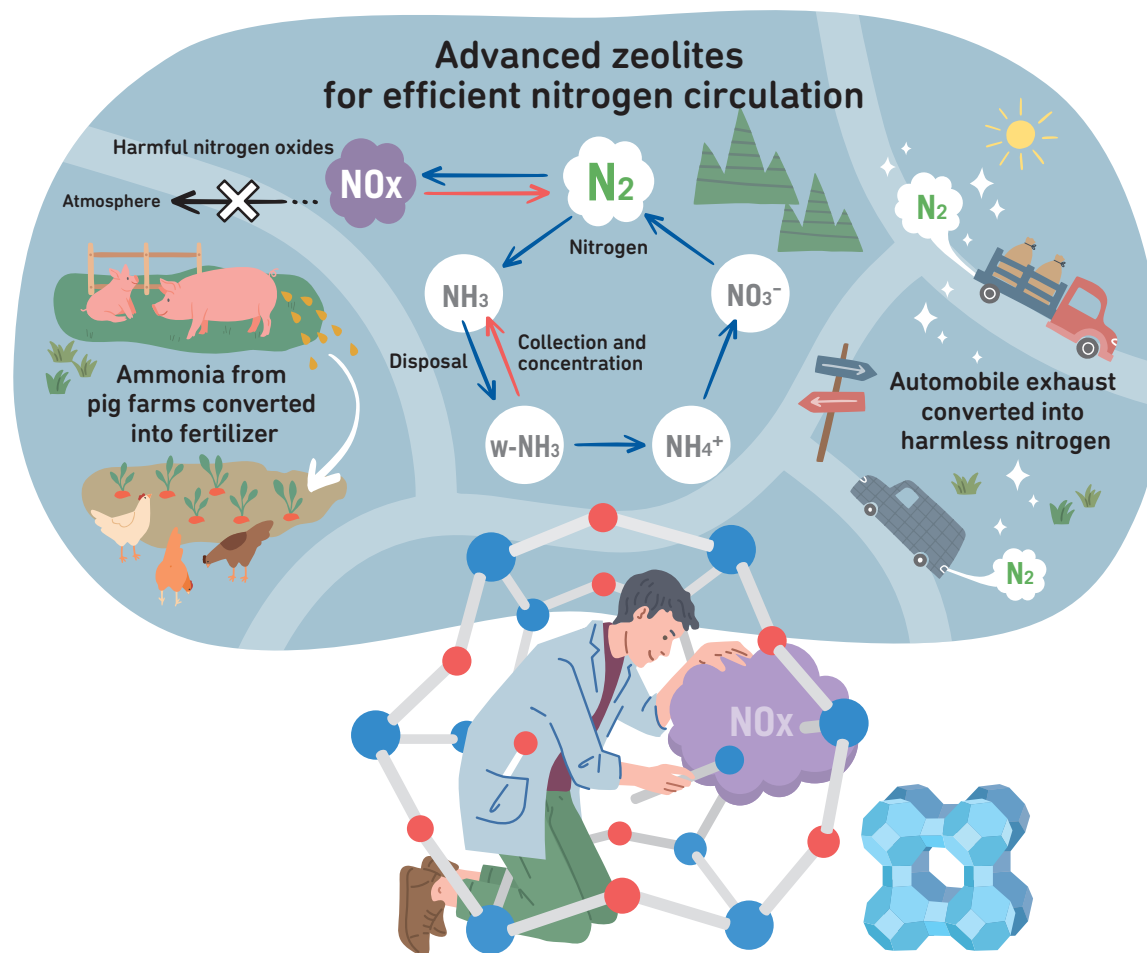 Advanced zeolites
for efficient nitrogen circulation
Harmful nitrogen oxides
NOx
N₂
Atmosphere
Nitrogen
N₂
NH₃
NO₃⁻
Disposal
Collection and
concentration
Ammonia from
pig farms converted
into fertilizer
Automobile exhaust
converted into
harmless nitrogen
w-NH₃
NH₄⁺
N₂
NOx